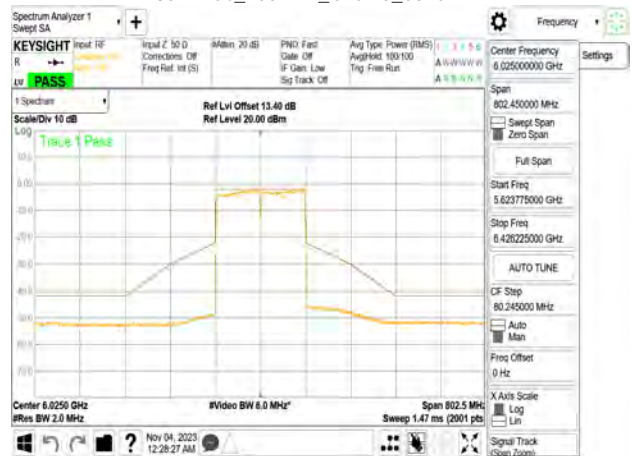 Spectrum Analyzer 1
Swept SA
Frequency
KEYSIGHT Input: RF
R
PASS
Input Z: 50 Ω
Corrections: Off
Freq Ref: Int (S)
#Atten: 20 dB
PNO: Fast
Gate: Off
IF Gain: Low
Sig Track: Off
Avg Type: Power (RMS)
Avg|Hold: 100/100
Trig: Free Run
Center Frequency
6.025000000 GHz
Settings
Span
802.450000 MHz
Swept Span
Zero Span
Full Span
Start Freq
5.623775000 GHz
Stop Freq
6.426225000 GHz
AUTO TUNE
CF Step
80.245000 MHz
Auto
Man
Freq Offset
0 Hz
X Axis Scale
Log
Lin
Signal Track
(Span Zoom)
1 Spectrum
Scale/Div 10 dB
Ref Lvl Offset 13.40 dB
Ref Level 20.00 dBm
Log
Trace 1 Pass
Center 6.0250 GHz
#Res BW 2.0 MHz
#Video BW 6.0 MHz*
Span 802.5 MHz
Sweep 1.47 ms (2001 pts
Nov 04, 2023
12:28:27 AM